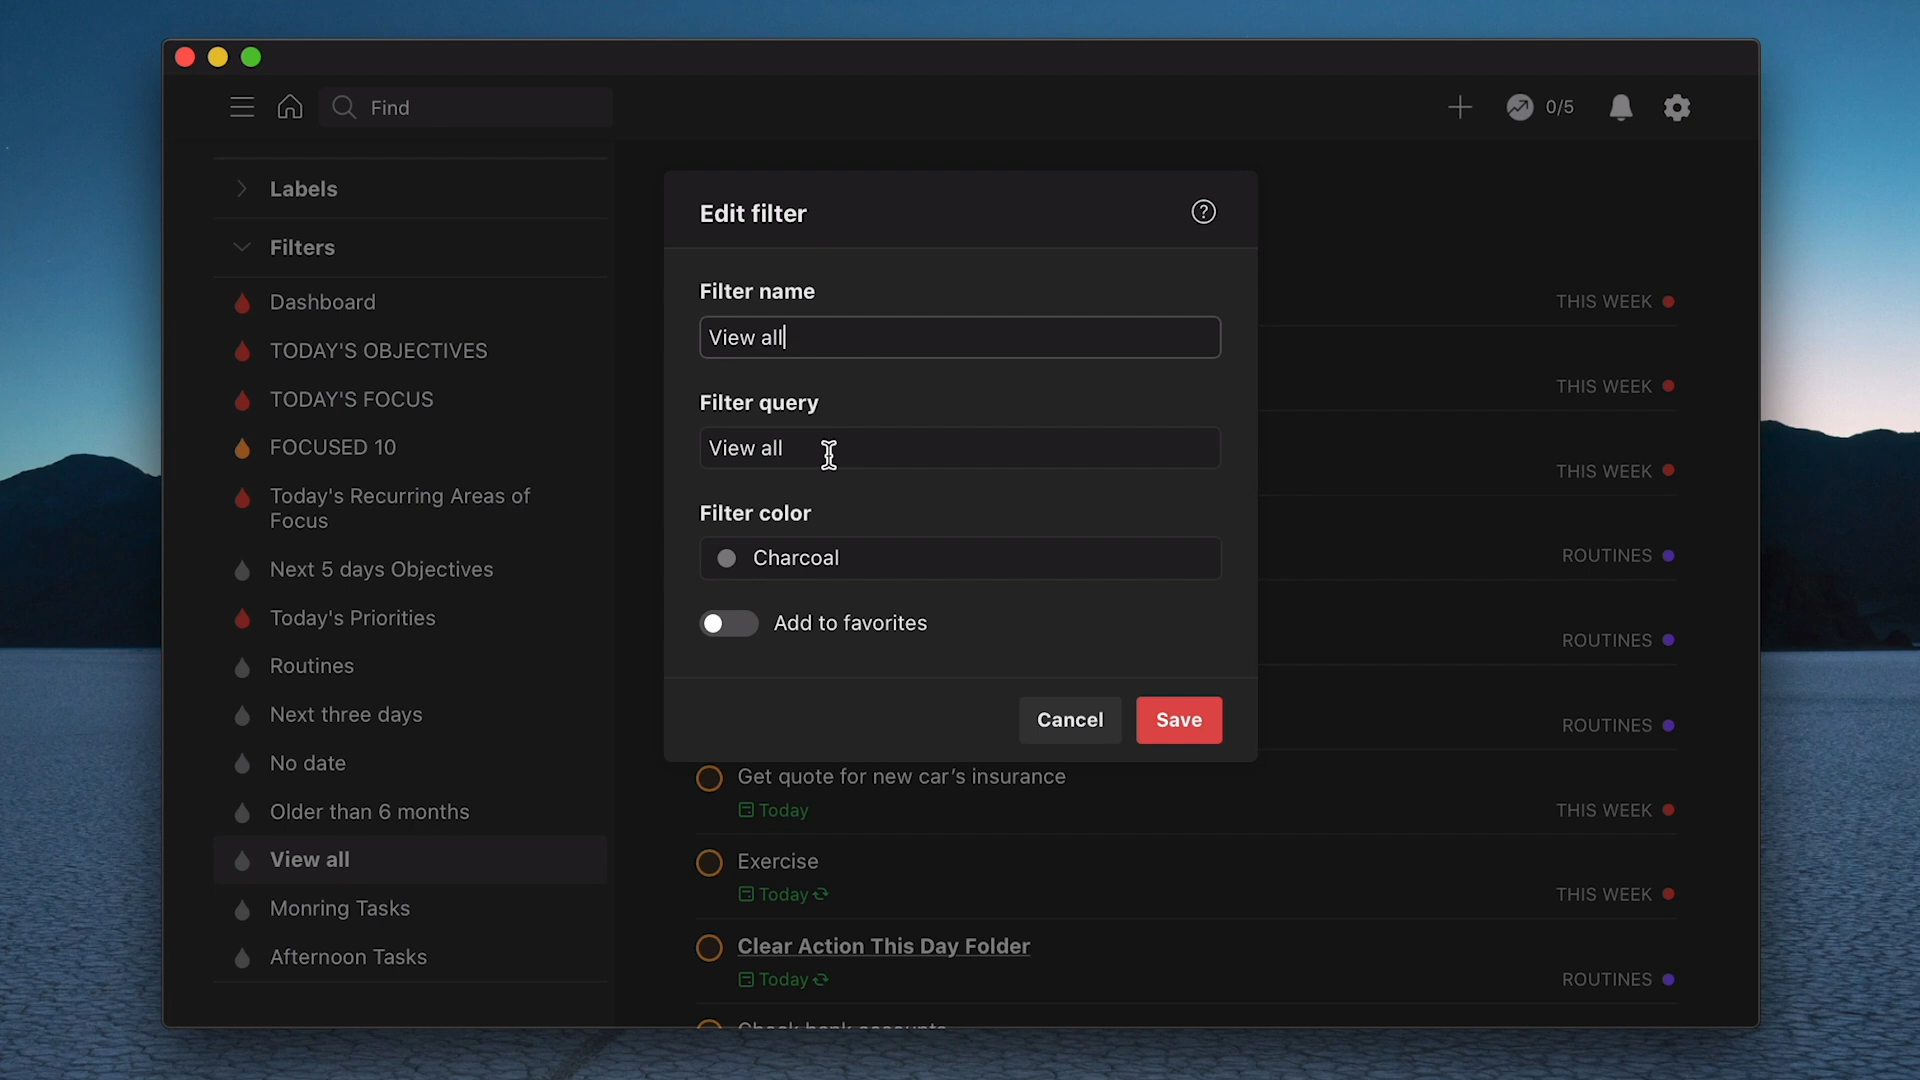 Find
0/5
Labels
Filters
Dashboard
TODAY'S OBJECTIVES
TODAY'S FOCUS
FOCUSED 10
Today's Recurring Areas of
Focus
Next 5 days Objectives
Today's Priorities
Routines
Next three days
No date
Older than 6 months
View all
Monring Tasks
Afternoon Tasks
Edit filter
Filter name
View all
Filter query
View all
Filter color
Charcoal
Add to favorites
Cancel
Save
THIS WEEK
THIS WEEK
THIS WEEK
ROUTINES
ROUTINES
ROUTINES
Get quote for new car’s insurance
Today
THIS WEEK
Exercise
Today
THIS WEEK
Clear Action This Day Folder
Today
ROUTINES
Check bank accounts